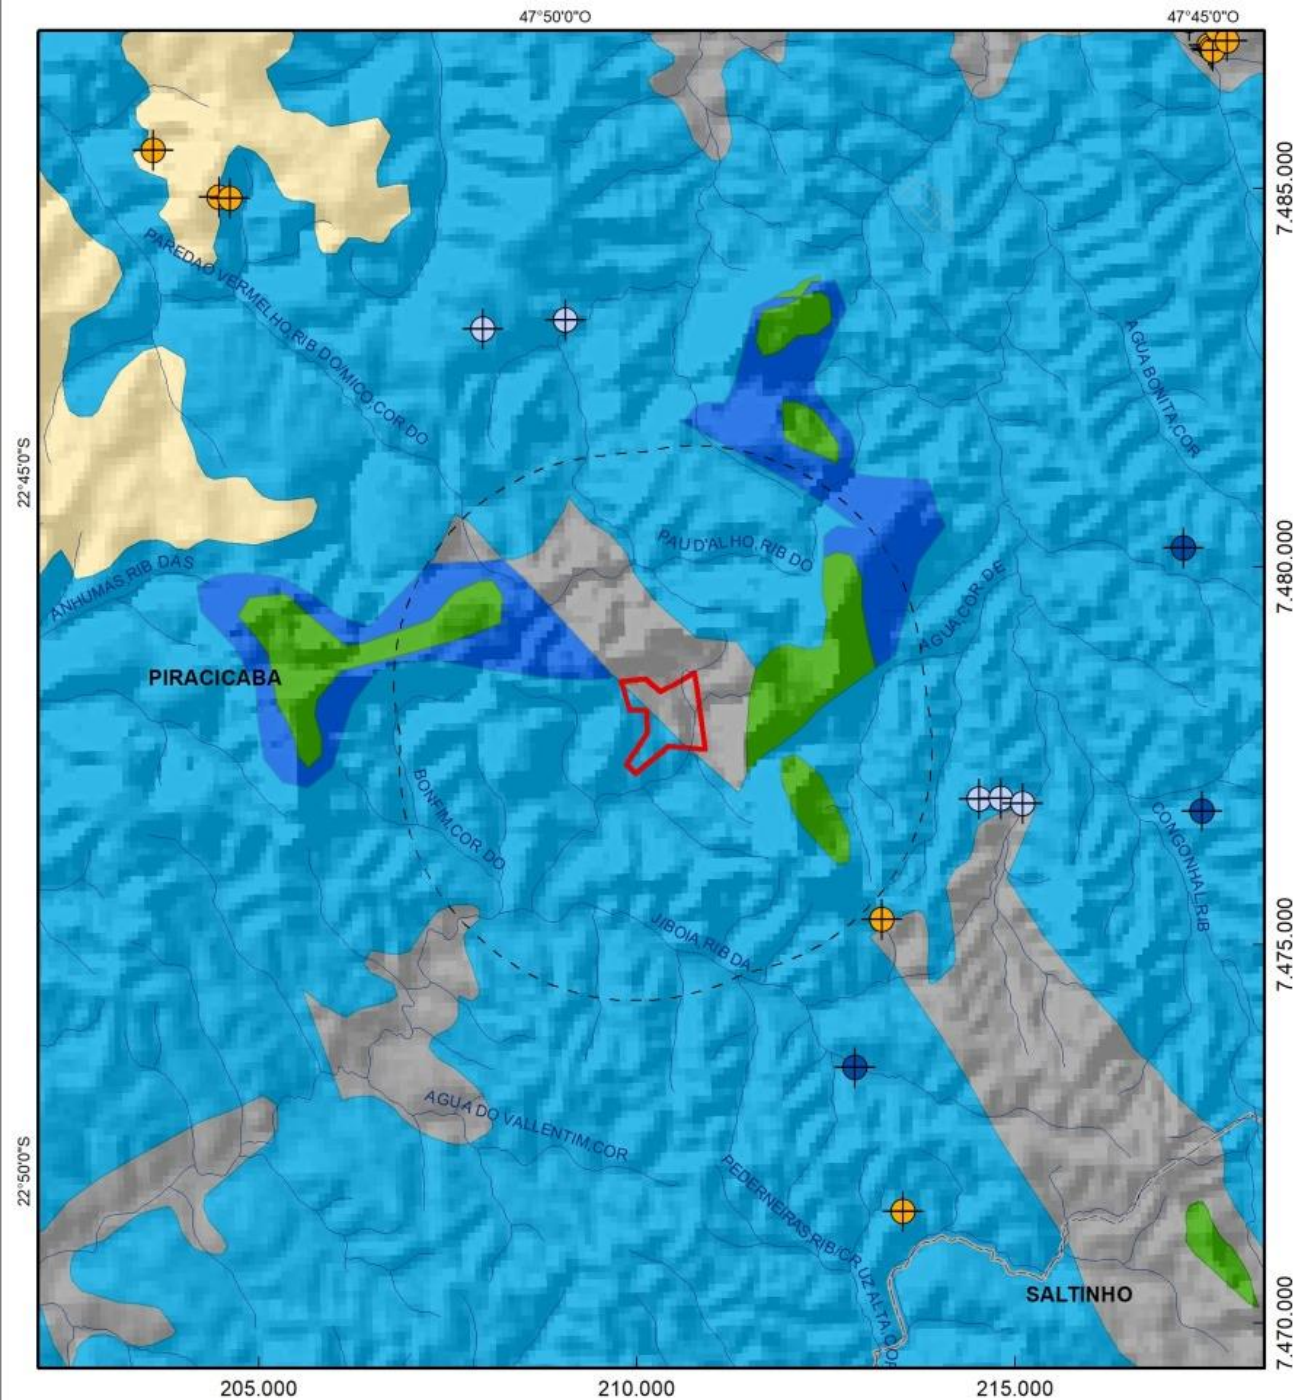 47°50'0"O
47°45'0"O
7.485.000
PAREDAO VERMELHO,RIB DO/MICO,COR DO
AGUA BONITA,COR
22°45'0"S
PAU D'ALHO, RIB DO
7.480.000
ANHUMAS,RIB DAS
AGUA,COR DE
PIRACICABA
BONFIM,COR DO
CONGONHAL,RIB
JIBOIA RIB DA
7.475.000
AGUA DO VALLENTIM,COR
22°50'0"S
PEDERNEIRAS,RIB/CRUZ ALTA,COR
SALTINHO
7.470.000
205.000
210.000
215.000